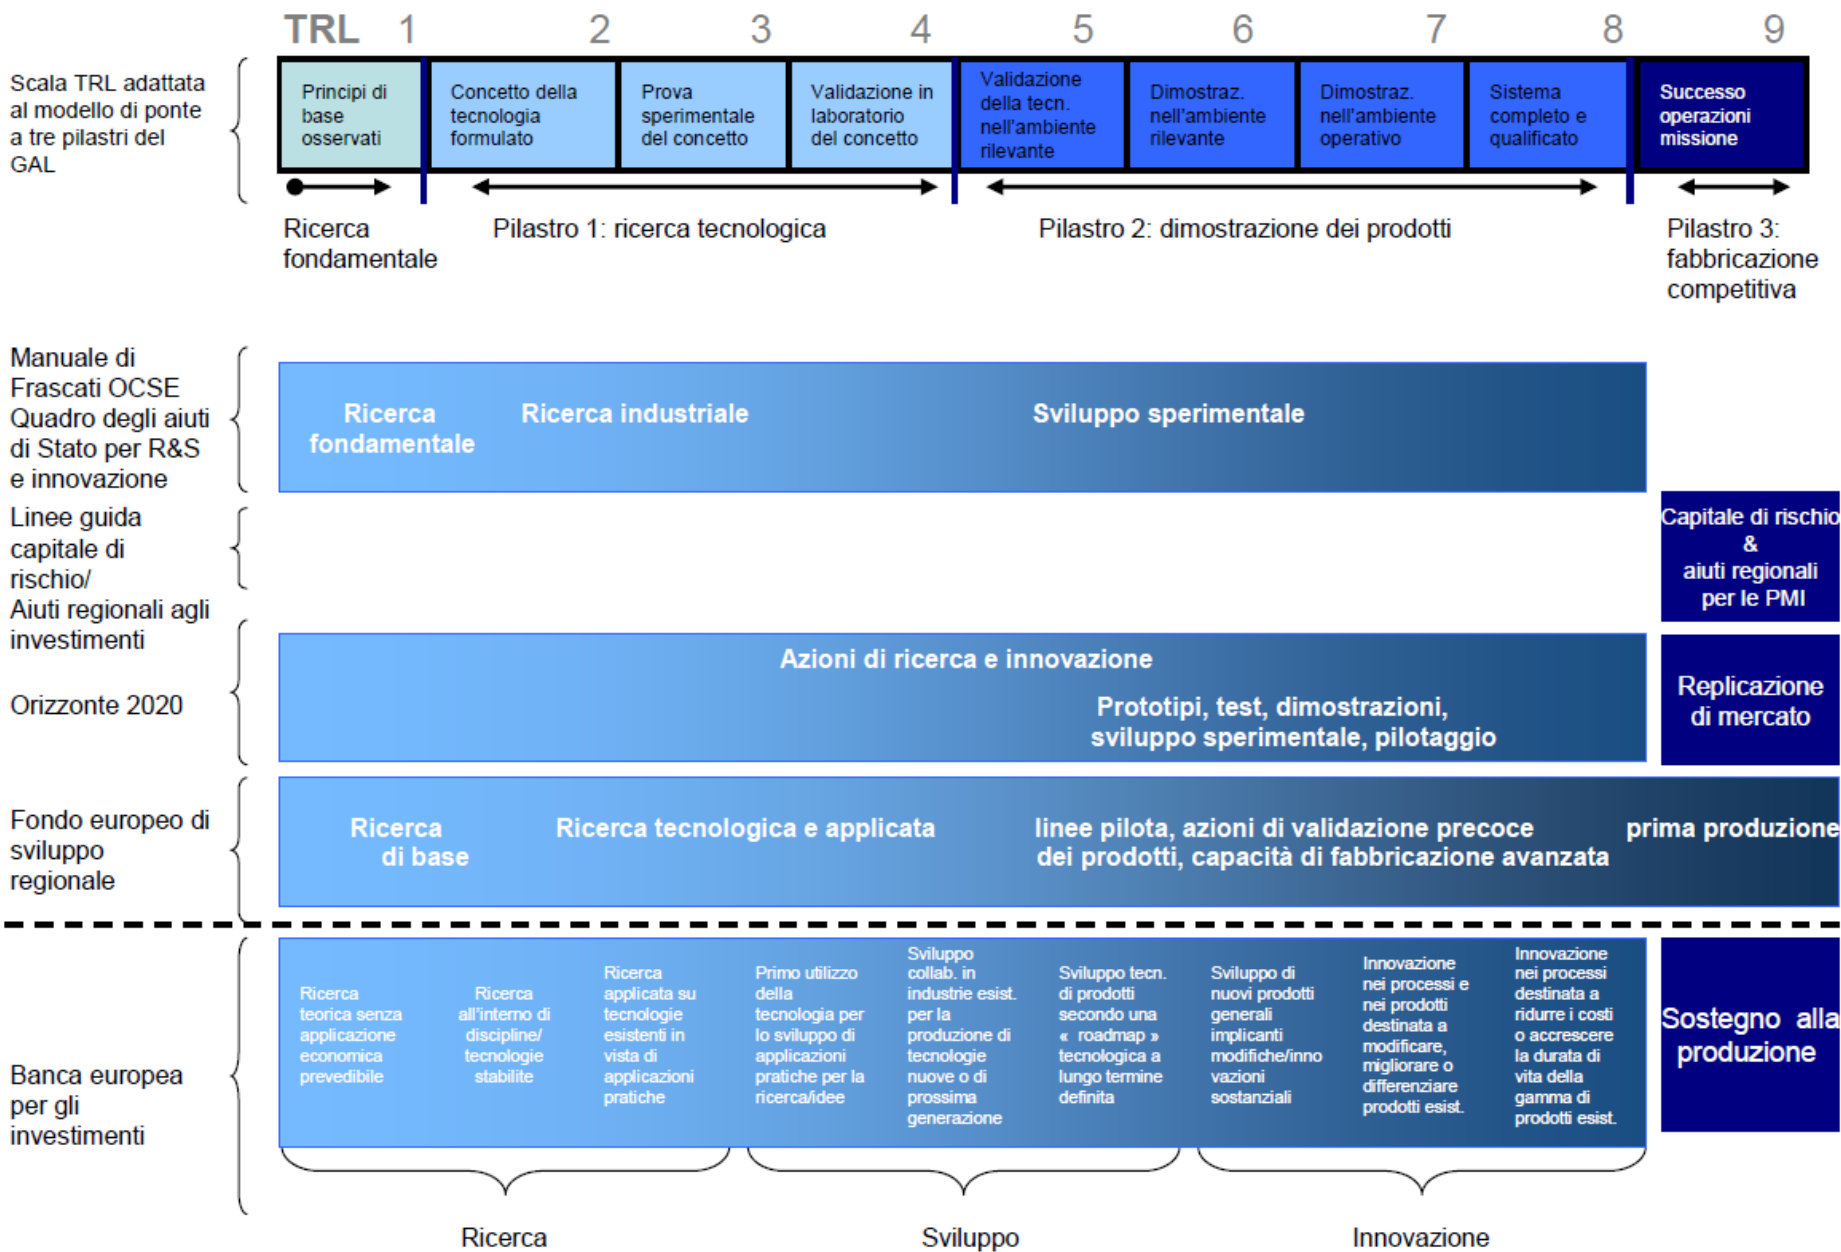 TRL 1 2 3 4 5 6 7 8 9
Scala TRL adattata
al modello di ponte
a tre pilastri del
GAL
Principi di
base
osservati
Concetto della
tecnologia
formulato
Prova
sperimentale
del concetto
Validazione in
laboratorio
del concetto
Validazione
della tecn.
nell'ambiente
rilevante
Dimostraz.
nell'ambiente
rilevante
Dimostraz.
nell'ambiente
operativo
Sistema
completo e
qualificato
Successo
operazioni
missione
Ricerca
fondamentale
Pilastro 1: ricerca tecnologica
Pilastro 2: dimostrazione dei prodotti
Pilastro 3:
fabbricazione
competitiva
Manuale di
Frascati OCSE
Quadro degli aiuti
di Stato per R&S
e innovazione
Ricerca
fondamentale
Ricerca industriale
Sviluppo sperimentale
Linee guida
capitale di
rischio/
Aiuti regionali agli
investimenti
Capitale di rischio
&
aiuti regionali
per le PMI
Orizzonte 2020
Azioni di ricerca e innovazione
Prototipi, test, dimostrazioni,
sviluppo sperimentale, pilotaggio
Replicazione
di mercato
Fondo europeo di
sviluppo
regionale
Ricerca
di base
Ricerca tecnologica e applicata
linee pilota, azioni di validazione precoce
dei prodotti, capacità di fabbricazione avanzata
prima produzione
Banca europea
per gli
investimenti
Ricerca
teorica senza
applicazione
economica
prevedibile
Ricerca
all'interno di
discipline/
tecnologie
stabilite
Ricerca
applicata su
tecnologie
esistenti in
vista di
applicazioni
pratiche
Primo utilizzo
della
tecnologia per
lo sviluppo di
applicazioni
pratiche per la
ricerca/idee
Sviluppo
collab. in
industrie esist.
per la
produzione di
tecnologie
nuove o di
prossima
generazione
Sviluppo tecn.
di prodotti
secondo una
« roadmap »
tecnologica a
lungo termine
definita
Sviluppo di
nuovi prodotti
generali
implicanti
modifiche/inno
vazioni
sostanziali
Innovazione
nei processi e
nei prodotti
destinata a
modificare,
migliorare o
differenziare
prodotti esist.
Innovazione
nei processi
destinata a
ridurre i costi
o accrescere
la durata di
vita della
gamma di
prodotti esist.
Sostegno alla
produzione
Ricerca
Sviluppo
Innovazione